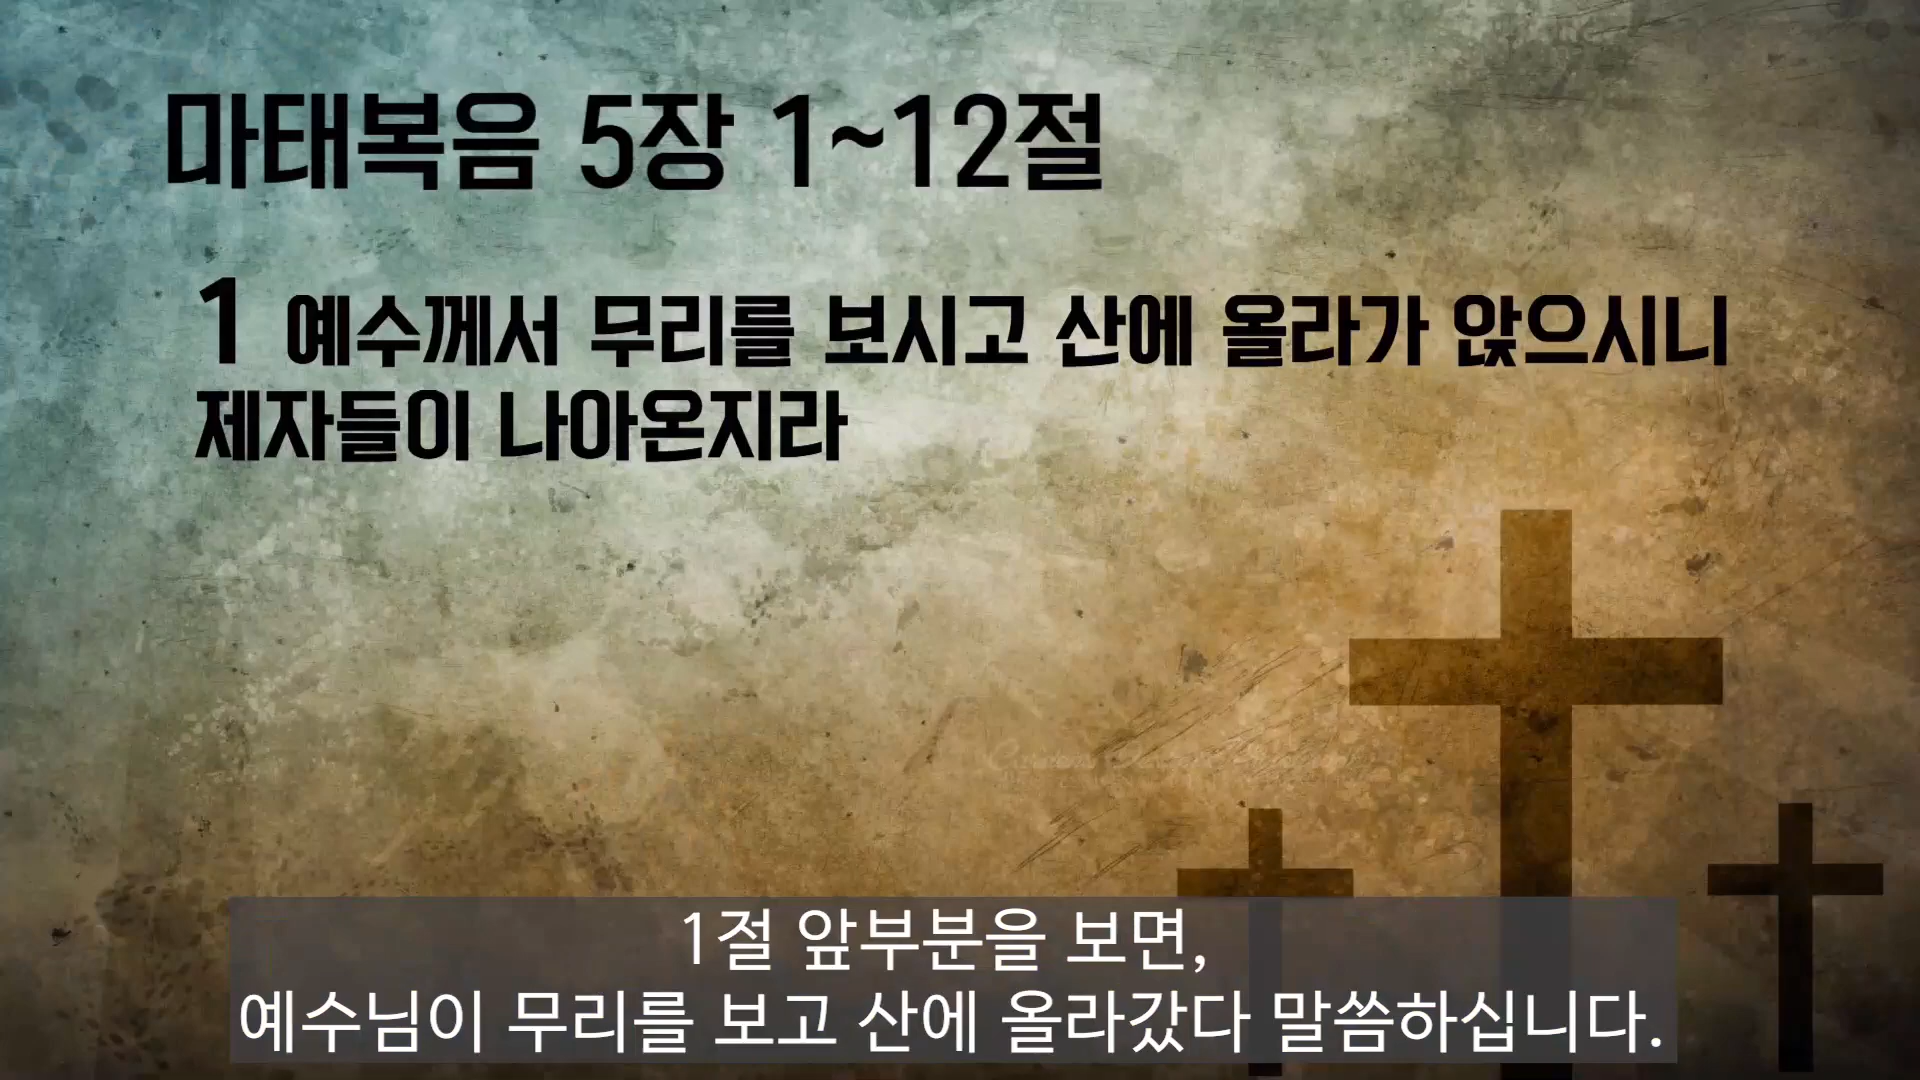 마태복음 5장 1~12절
1 예수께서 무리를 보시고 산에 올라가 앉으시니
제자들이 나아온지라
1절 앞부분을 보면,
예수님이 무리를 보고 산에 올라갔다 말씀하십니다.